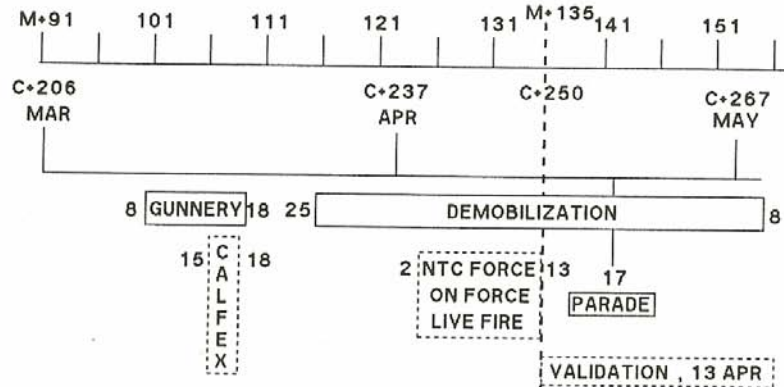 M+91 101 111 121 131 M+135 141 151
C+206 C+237 C+250 C+267
MAR APR MAY
8 GUNNERY 18 25 DEMOBILIZATION 8
15 CALFEX 18
2 NTC FORCE 13
ON FORCE
LIVE FIRE
17
PARADE
VALIDATION , 13 APR